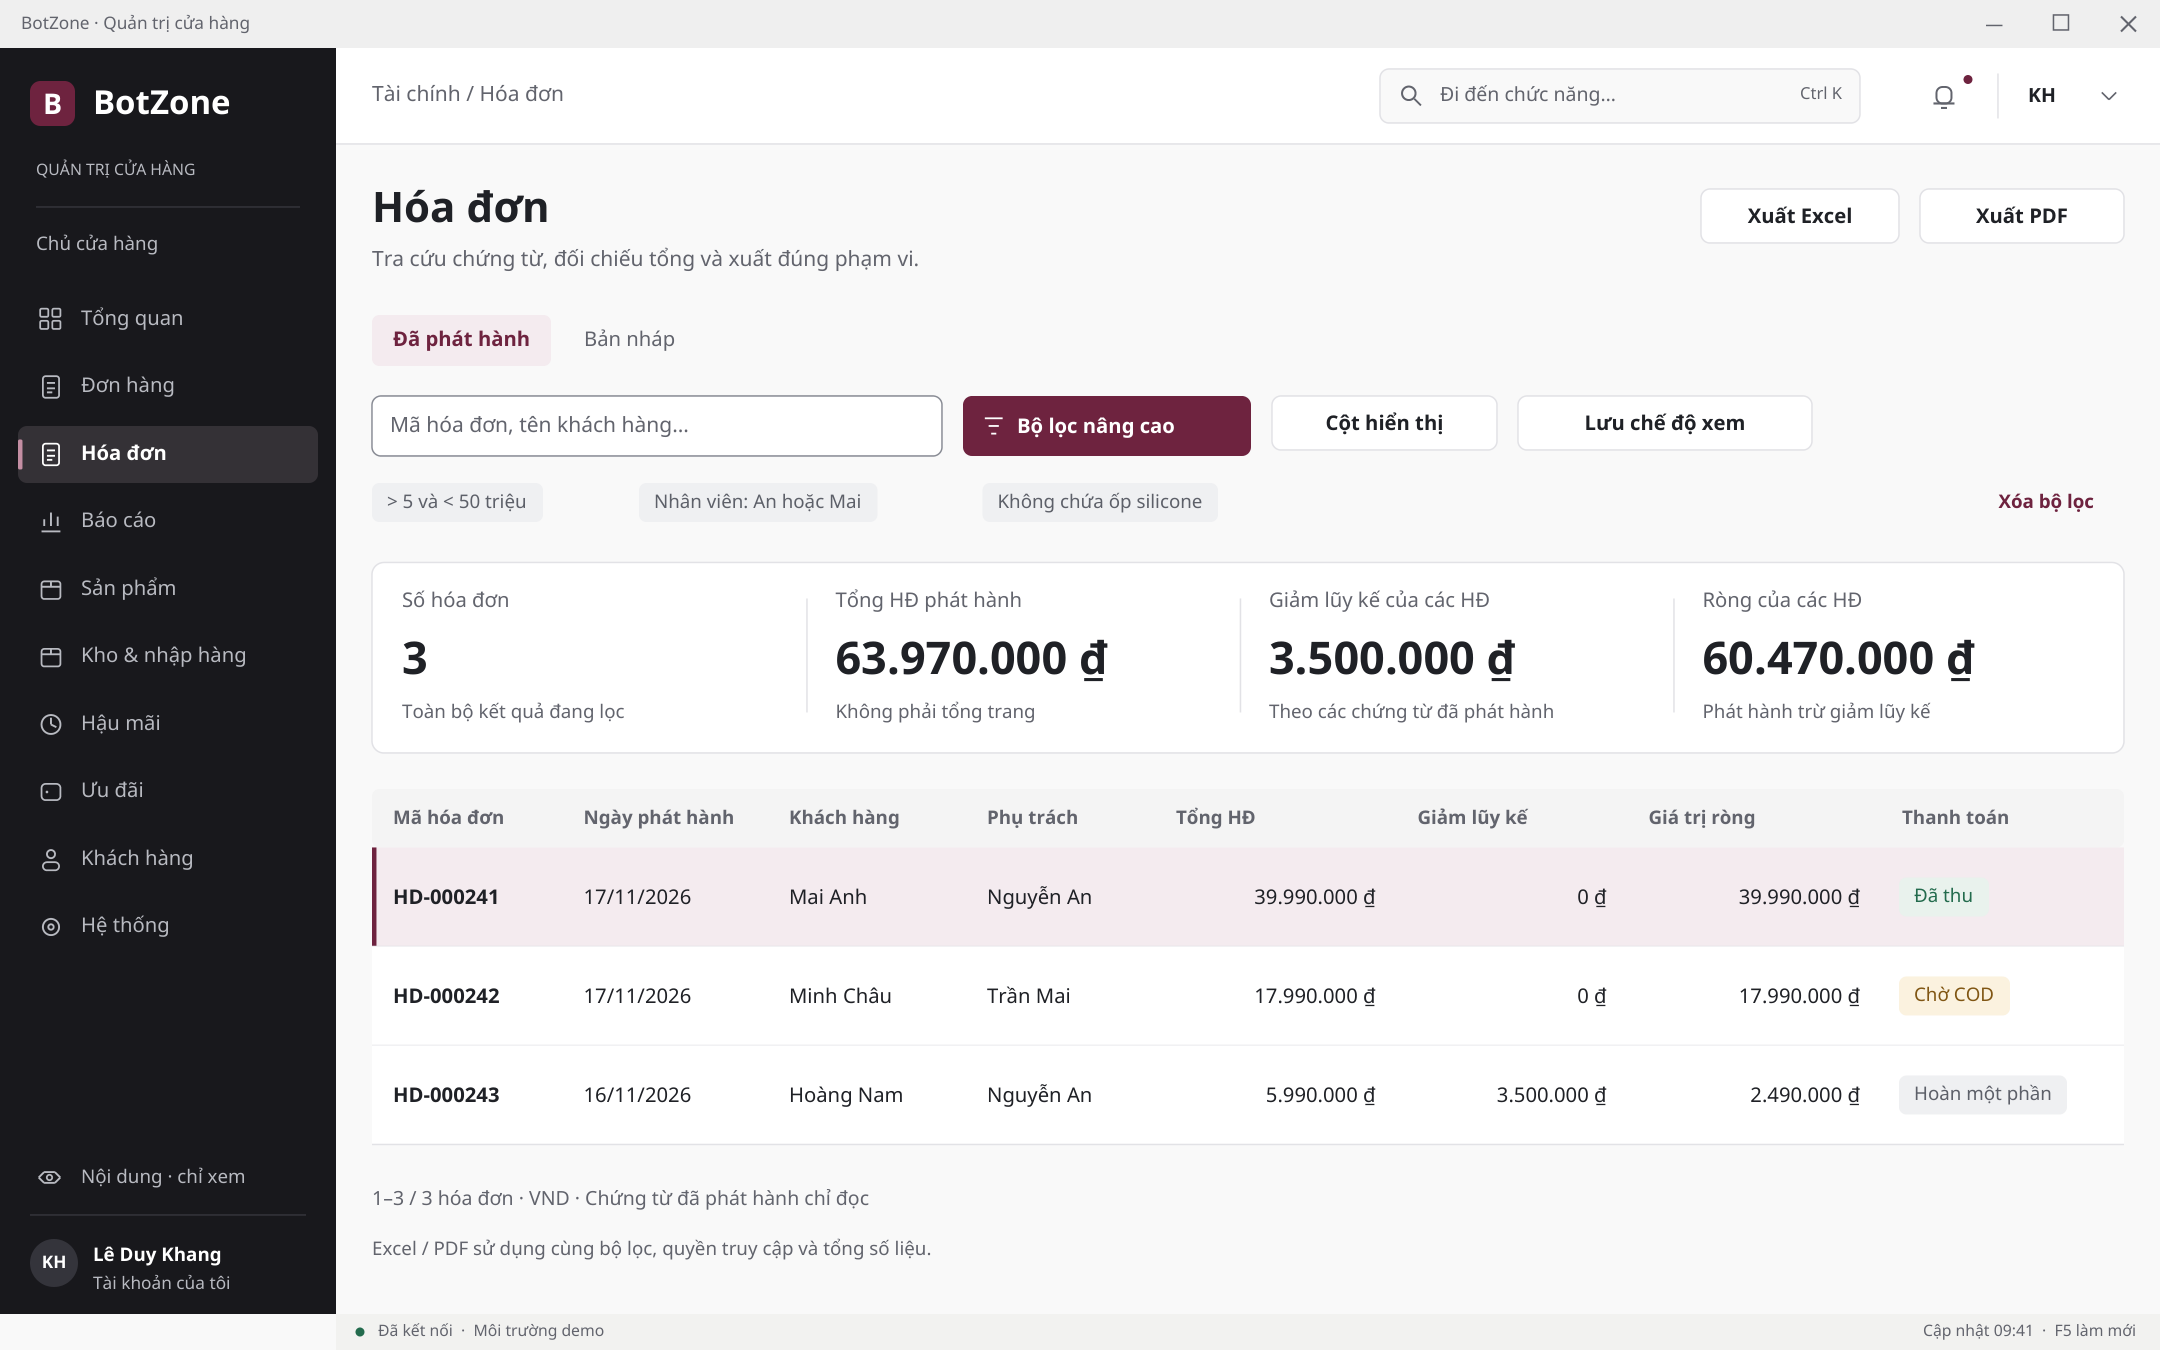 BotZone · Quản trị cửa hàng
B BotZone
QUẢN TRỊ CỬA HÀNG
Chủ cửa hàng
Tổng quan
Đơn hàng
Hóa đơn
Báo cáo
Sản phẩm
Kho & nhập hàng
Hậu mãi
Ưu đãi
Khách hàng
Hệ thống
Nội dung · chỉ xem
KH
Lê Duy Khang
Tài khoản của tôi
Tài chính / Hóa đơn
Đi đến chức năng... Ctrl K
KH
Hóa đơn
Tra cứu chứng từ, đối chiếu tổng và xuất đúng phạm vi.
Xuất Excel
Xuất PDF
Đã phát hành
Bản nháp
Mã hóa đơn, tên khách hàng...
Bộ lọc nâng cao
Cột hiển thị
Lưu chế độ xem
> 5 và < 50 triệu
Nhân viên: An hoặc Mai
Không chứa ốp silicone
Xóa bộ lọc
Số hóa đơn
3
Toàn bộ kết quả đang lọc
Tổng HĐ phát hành
63.970.000 ₫
Không phải tổng trang
Giảm lũy kế của các HĐ
3.500.000 ₫
Theo các chứng từ đã phát hành
Ròng của các HĐ
60.470.000 ₫
Phát hành trừ giảm lũy kế
Mã hóa đơn Ngày phát hành Khách hàng Phụ trách Tổng HĐ Giảm lũy kế Giá trị ròng Thanh toán
HD-000241 17/11/2026 Mai Anh Nguyễn An 39.990.000 ₫ 0 ₫ 39.990.000 ₫ Đã thu
HD-000242 17/11/2026 Minh Châu Trần Mai 17.990.000 ₫ 0 ₫ 17.990.000 ₫ Chờ COD
HD-000243 16/11/2026 Hoàng Nam Nguyễn An 5.990.000 ₫ 3.500.000 ₫ 2.490.000 ₫ Hoàn một phần
1–3 / 3 hóa đơn · VND · Chứng từ đã phát hành chỉ đọc
Excel / PDF sử dụng cùng bộ lọc, quyền truy cập và tổng số liệu.
Đã kết nối · Môi trường demo
Cập nhật 09:41 · F5 làm mới